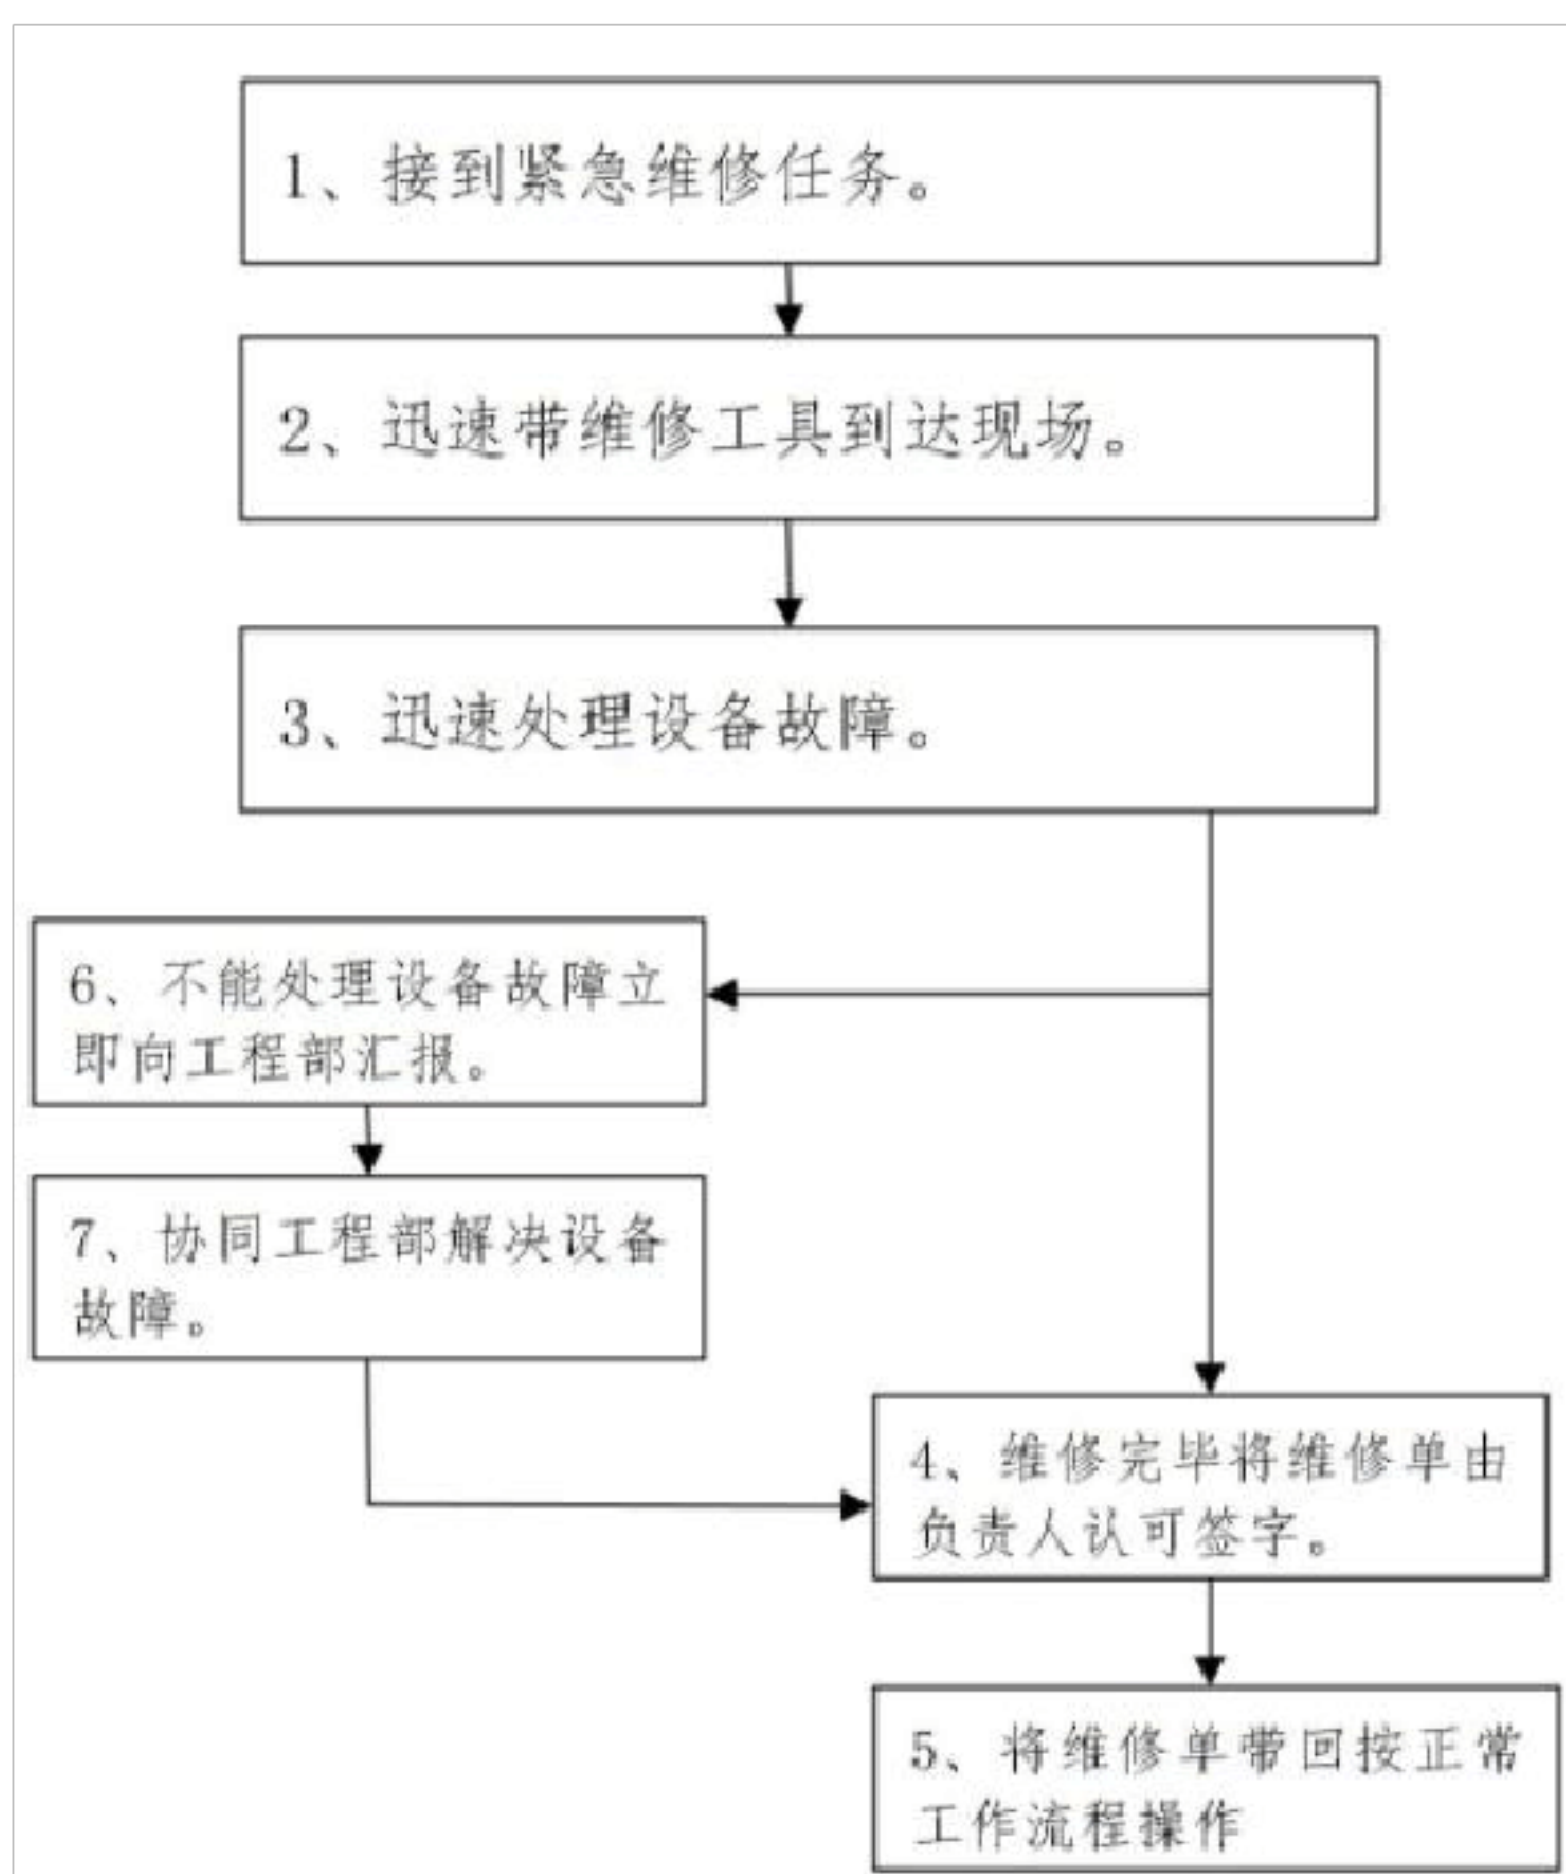 1、接到紧急维修任务。
2、迅速带维修工具到达现场。
3、迅速处理设备故障。
6、不能处理设备故障立
即向工程部汇报。
7、协同工程部解决设备
故障。
4、维修完毕将维修单由
负责人认可签字。
5、将维修单带回按正常
工作流程操作